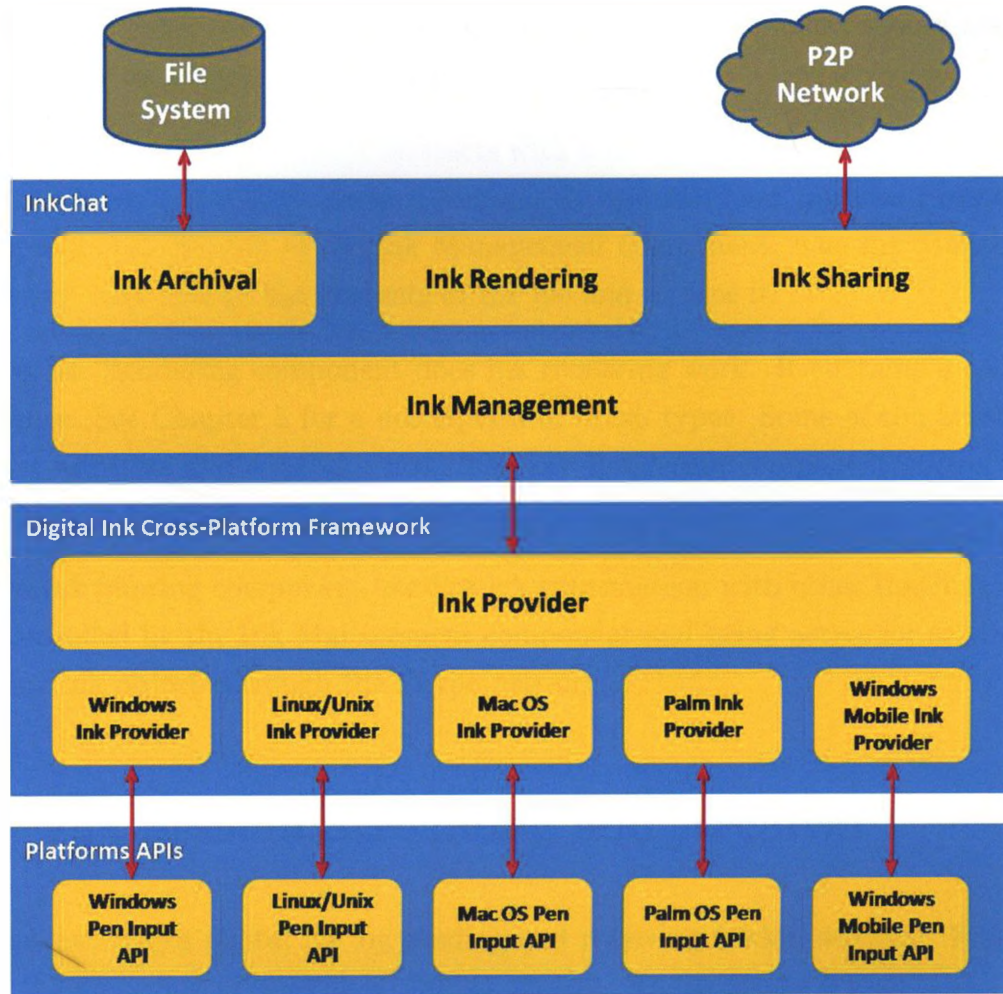 File
System
P2P
Network
InkChat
Ink Archival
Ink Rendering
Ink Sharing
Ink Management
Digital Ink Cross-Platform Framework
Ink Provider
Windows
Ink Provider
Linux/Unix
Ink Provider
Mac OS
Ink Provider
Palm Ink
Provider
Windows
Mobile Ink
Provider
Platforms APIs
Windows
Pen Input
API
Linux/Unix
Pen Input
API
Mac OS Pen
Input API
Palm OS Pen
Input API
Windows
Mobile Pen
Input API